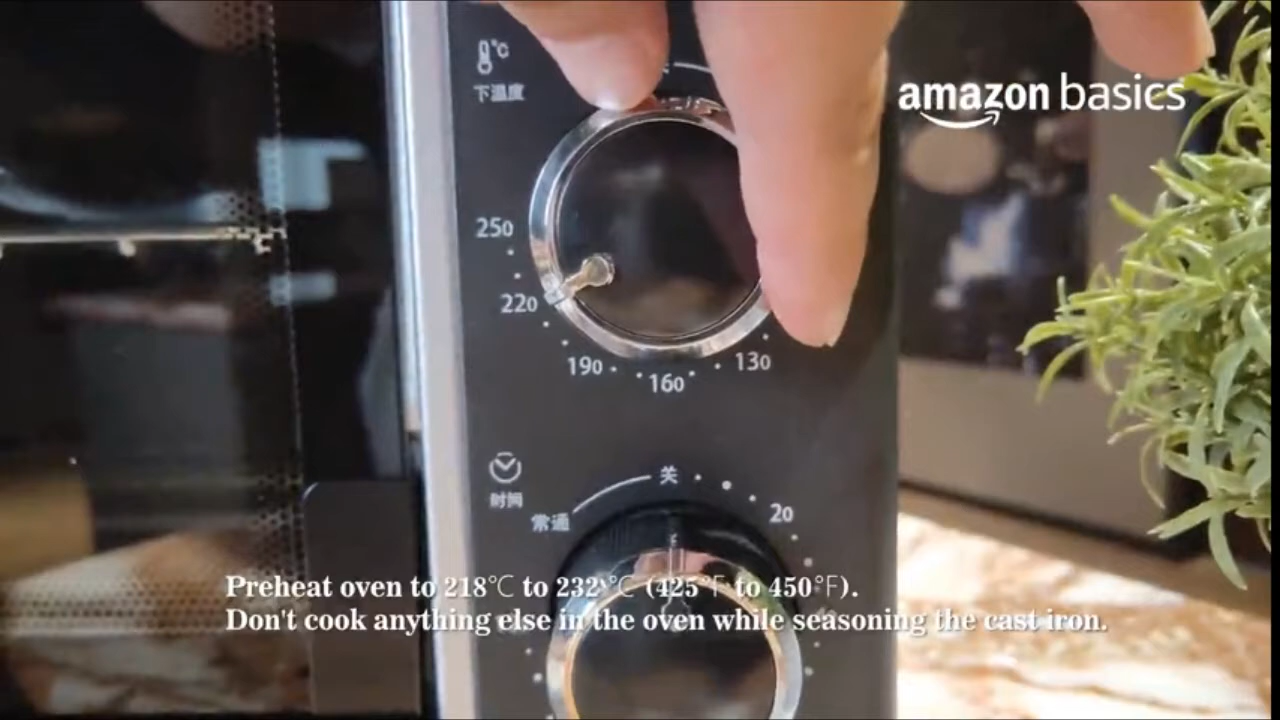 °C
下温度
amazon basics
250
220
190
160
130
时间
关
常通
20
Preheat oven to 218℃ to 232℃ (425℉ to 450℉).
Don't cook anything else in the oven while seasoning the cast iron.